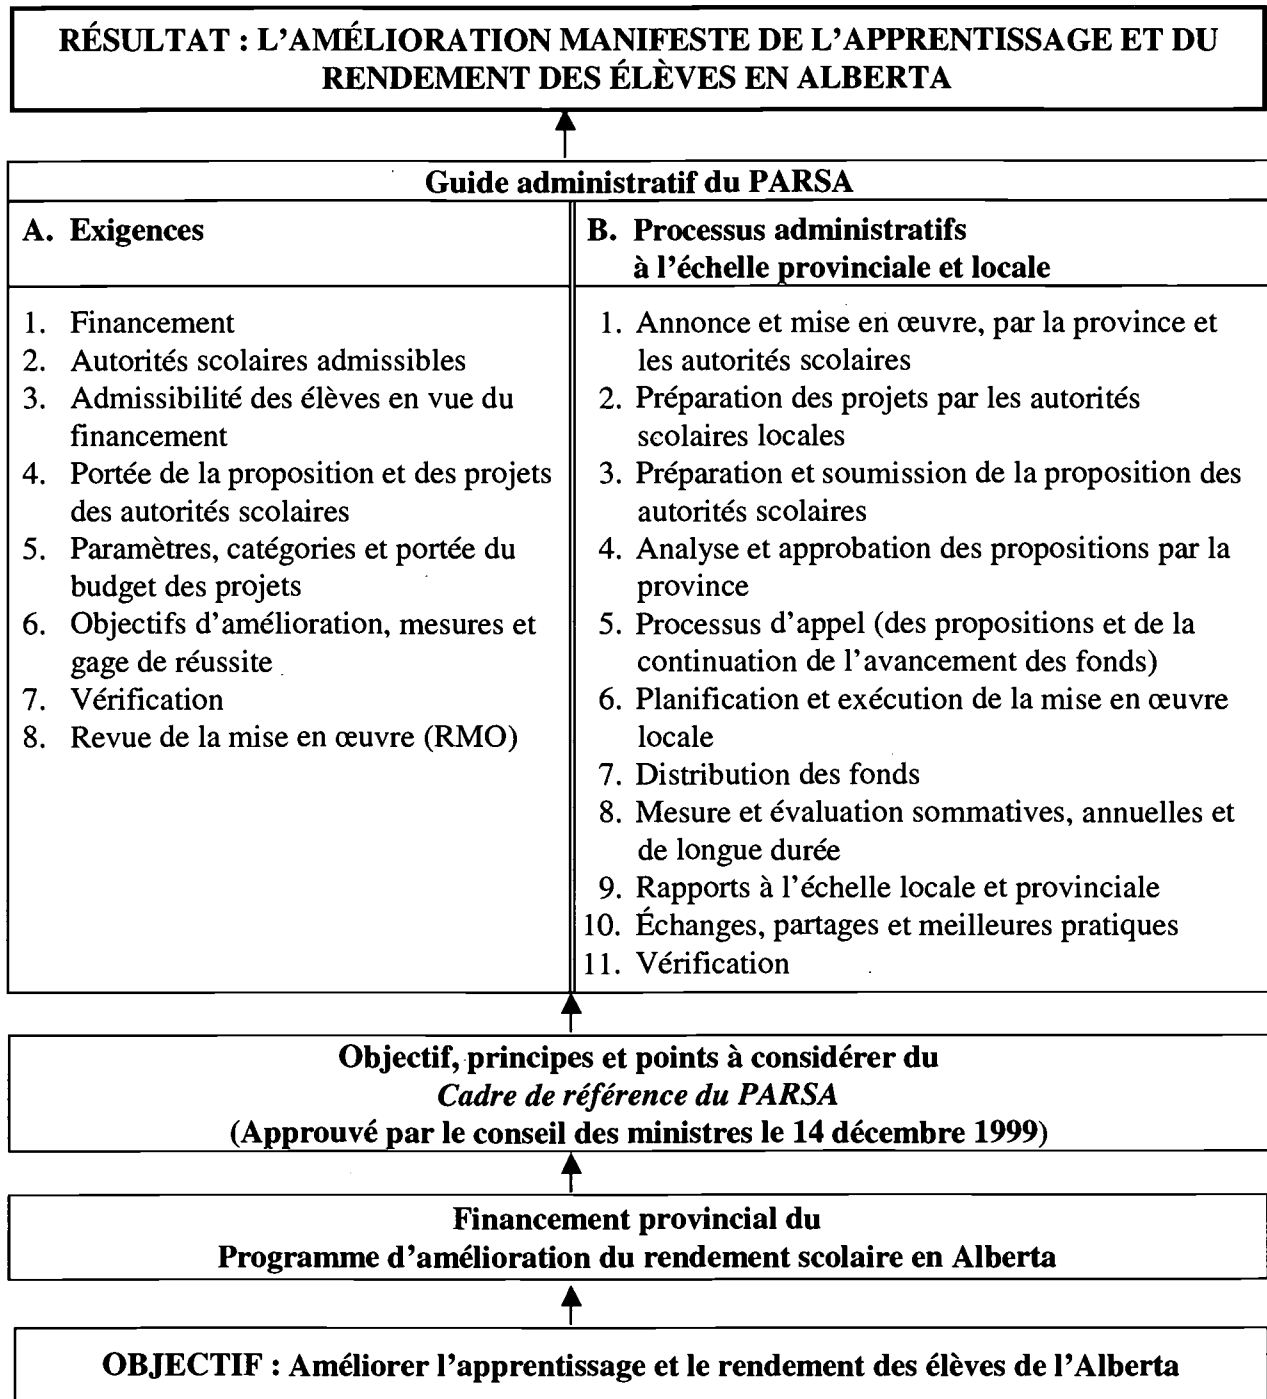 RÉSULTAT : L'AMÉLIORATION MANIFESTE DE L'APPRENTISSAGE ET DU
RENDEMENT DES ÉLÈVES EN ALBERTA
Guide administratif du PARSA
A. Exigences
1. Financement
2. Autorités scolaires admissibles
3. Admissibilité des élèves en vue du
financement
4. Portée de la proposition et des projets
des autorités scolaires
5. Paramètres, catégories et portée du
budget des projets
6. Objectifs d'amélioration, mesures et
gage de réussite
7. Vérification
8. Revue de la mise en œuvre (RMO)
B. Processus administratifs
à l'échelle provinciale et locale
1. Annonce et mise en œuvre, par la province et
les autorités scolaires
2. Préparation des projets par les autorités
scolaires locales
3. Préparation et soumission de la proposition des
autorités scolaires
4. Analyse et approbation des propositions par la
province
5. Processus d'appel (des propositions et de la
continuation de l'avancement des fonds)
6. Planification et exécution de la mise en œuvre
locale
7. Distribution des fonds
8. Mesure et évaluation sommatives, annuelles et
de longue durée
9. Rapports à l'échelle locale et provinciale
10. Échanges, partages et meilleures pratiques
11. Vérification
Objectif, principes et points à considérer du
Cadre de référence du PARSA
(Approuvé par le conseil des ministres le 14 décembre 1999)
Financement provincial du
Programme d'amélioration du rendement scolaire en Alberta
OBJECTIF : Améliorer l'apprentissage et le rendement des élèves de l'Alberta